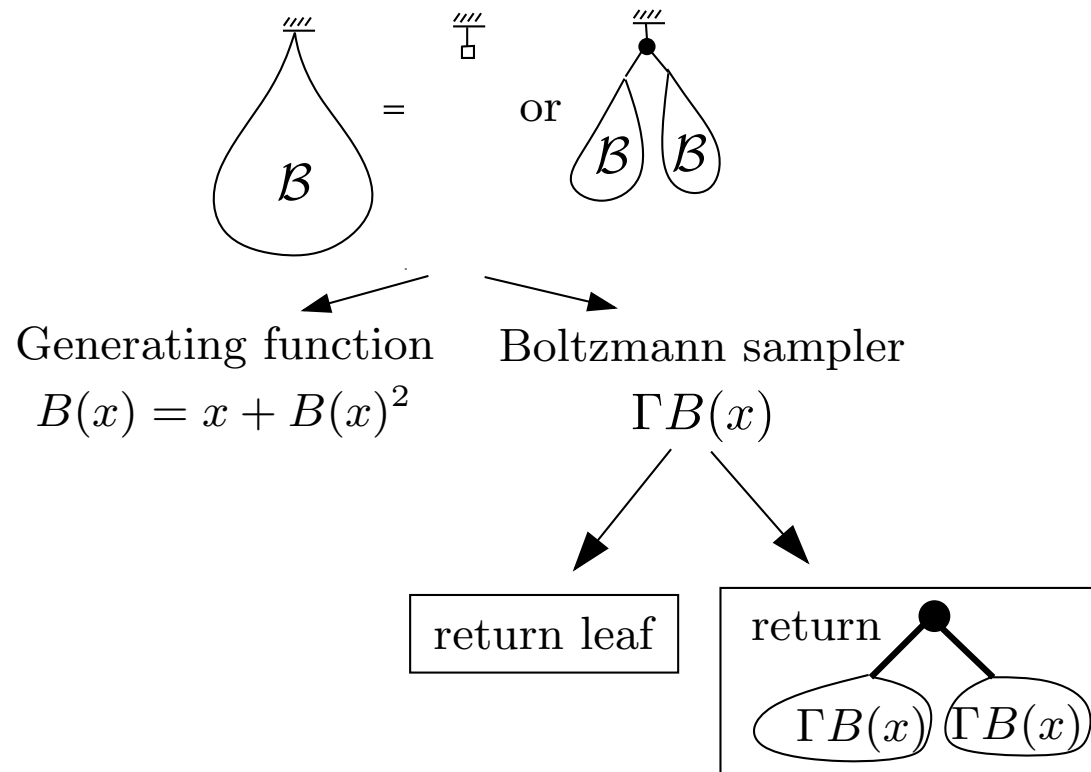 = or
ℬ ℬ ℬ
Generating function Boltzmann sampler
B(x) = x + B(x)² ΓB(x)
return leaf return
ΓB(x) ΓB(x)